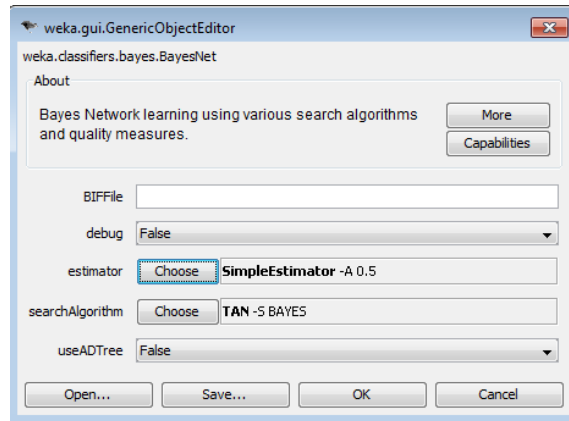 weka.gui.GenericObjectEditor
weka.classifiers.bayes.BayesNet
About
Bayes Network learning using various search algorithms
and quality measures.
More
Capabilities
BIFFile
debug False
estimator Choose SimpleEstimator -A 0.5
searchAlgorithm Choose TAN -S BAYES
useADTree False
Open... Save... OK Cancel